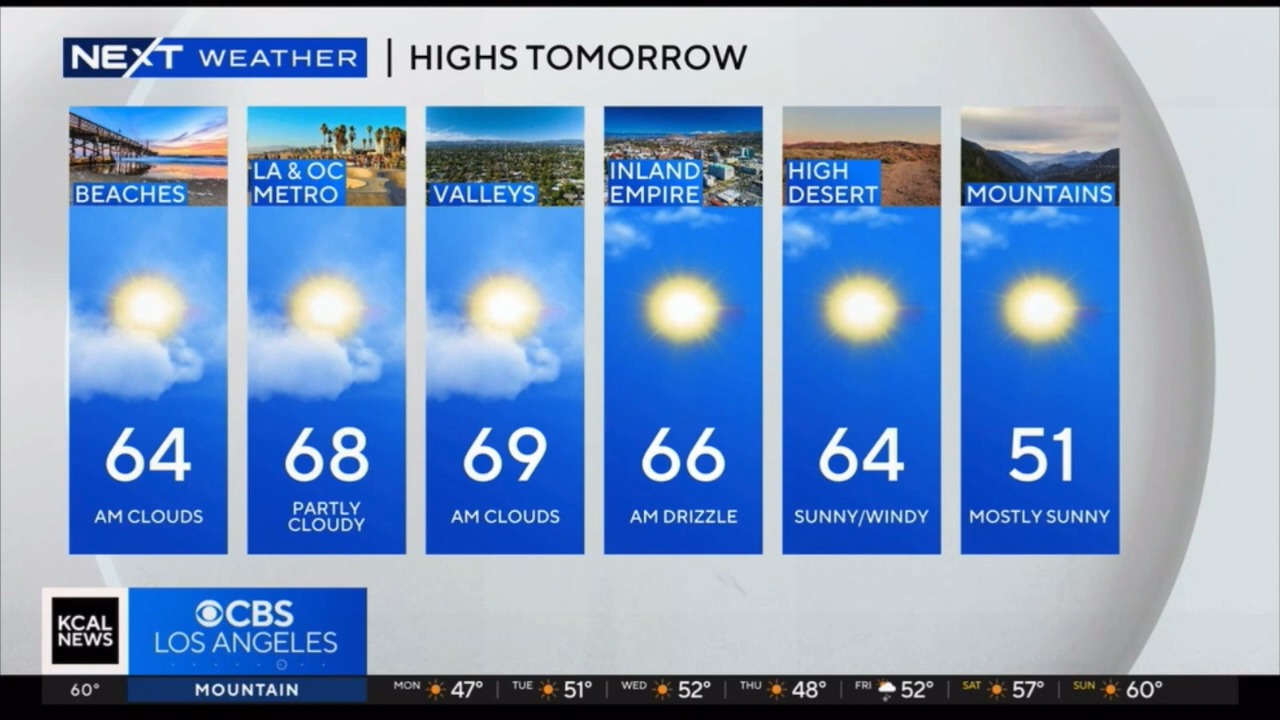 NEXT WEATHER | HIGHS TOMORROW
BEACHES
64
AM CLOUDS
LA & OC
METRO
68
PARTLY
CLOUDY
VALLEYS
69
AM CLOUDS
INLAND
EMPIRE
66
AM DRIZZLE
HIGH
DESERT
64
SUNNY/WINDY
MOUNTAINS
51
MOSTLY SUNNY
KCAL
NEWS
CBS
LOS ANGELES
60° MOUNTAIN MON 47° | TUE 51° | WED 52° | THU 48° | FRI 52° | SAT 57° | SUN 60°